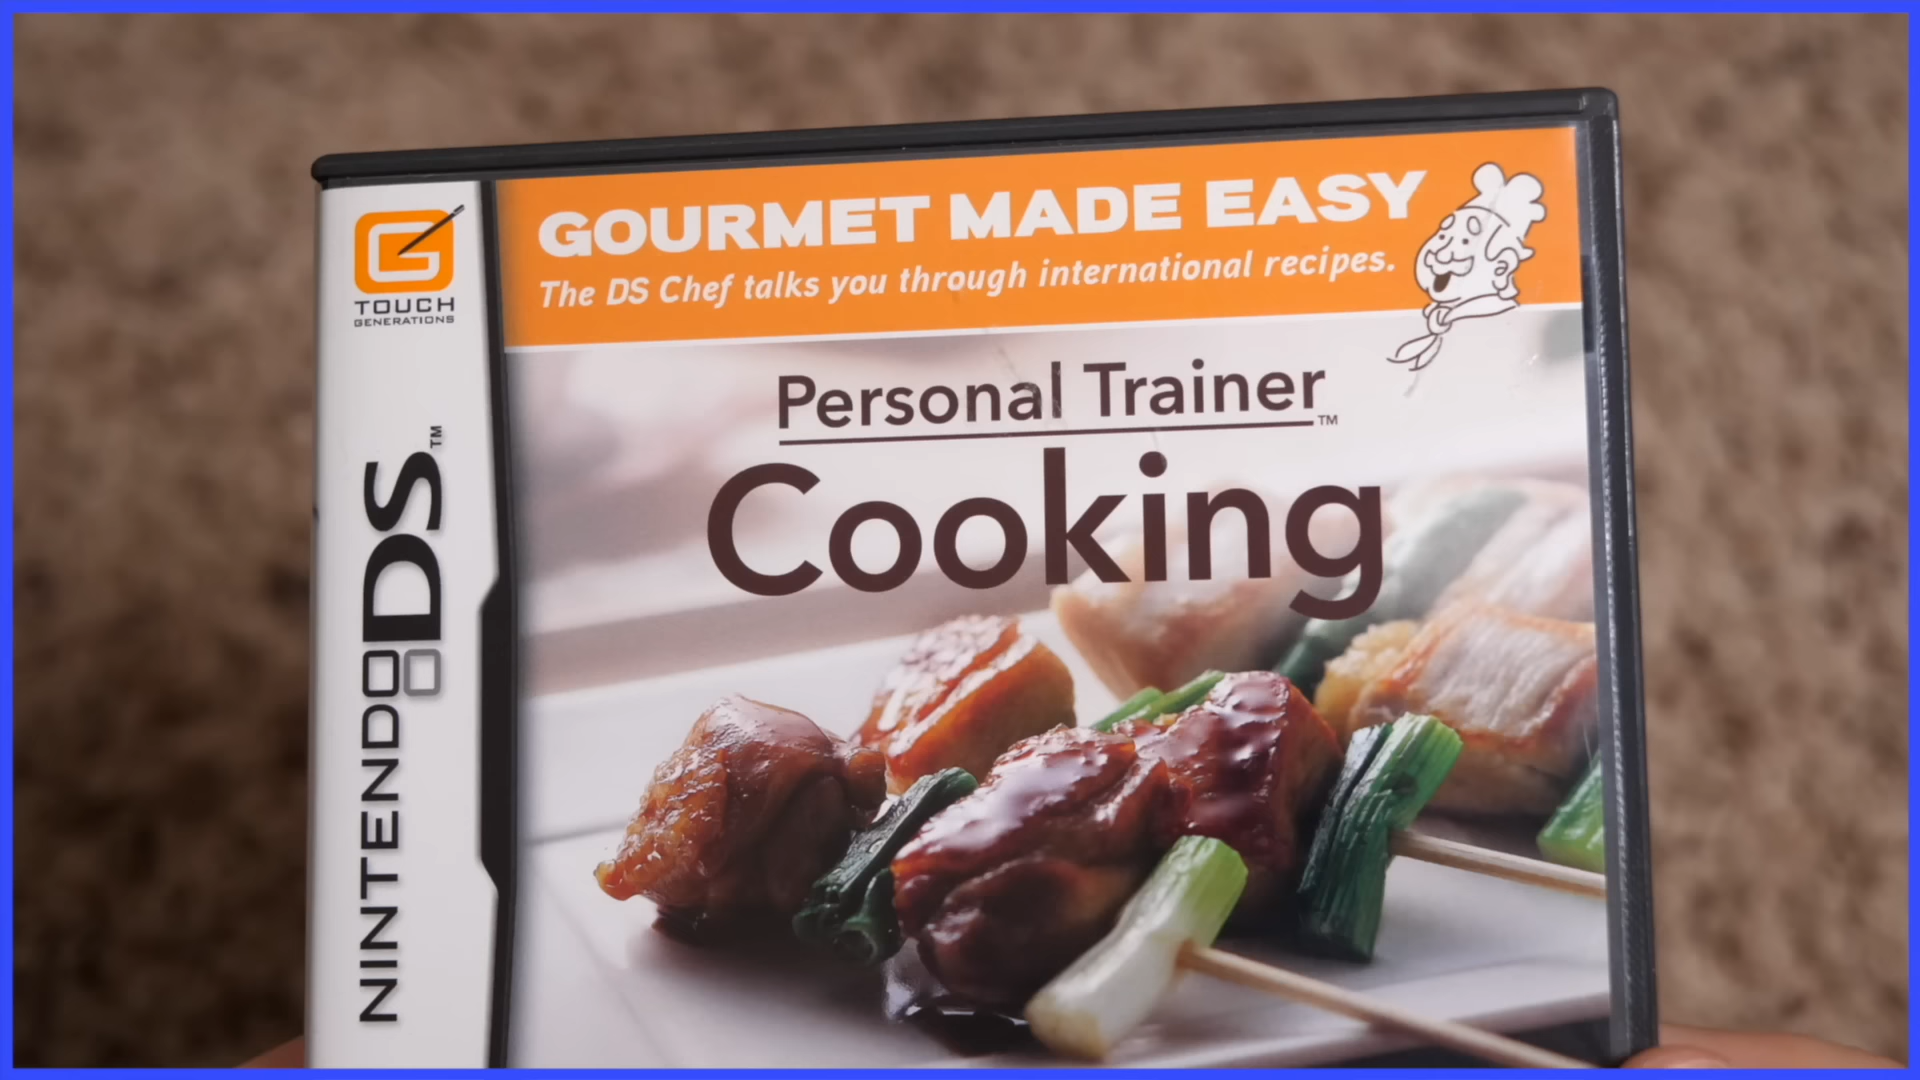 GOURMET MADE EASY
The DS Chef talks you through international recipes.
TOUCH
GENERATIONS
Personal Trainer™
Cooking
NINTENDO DS™